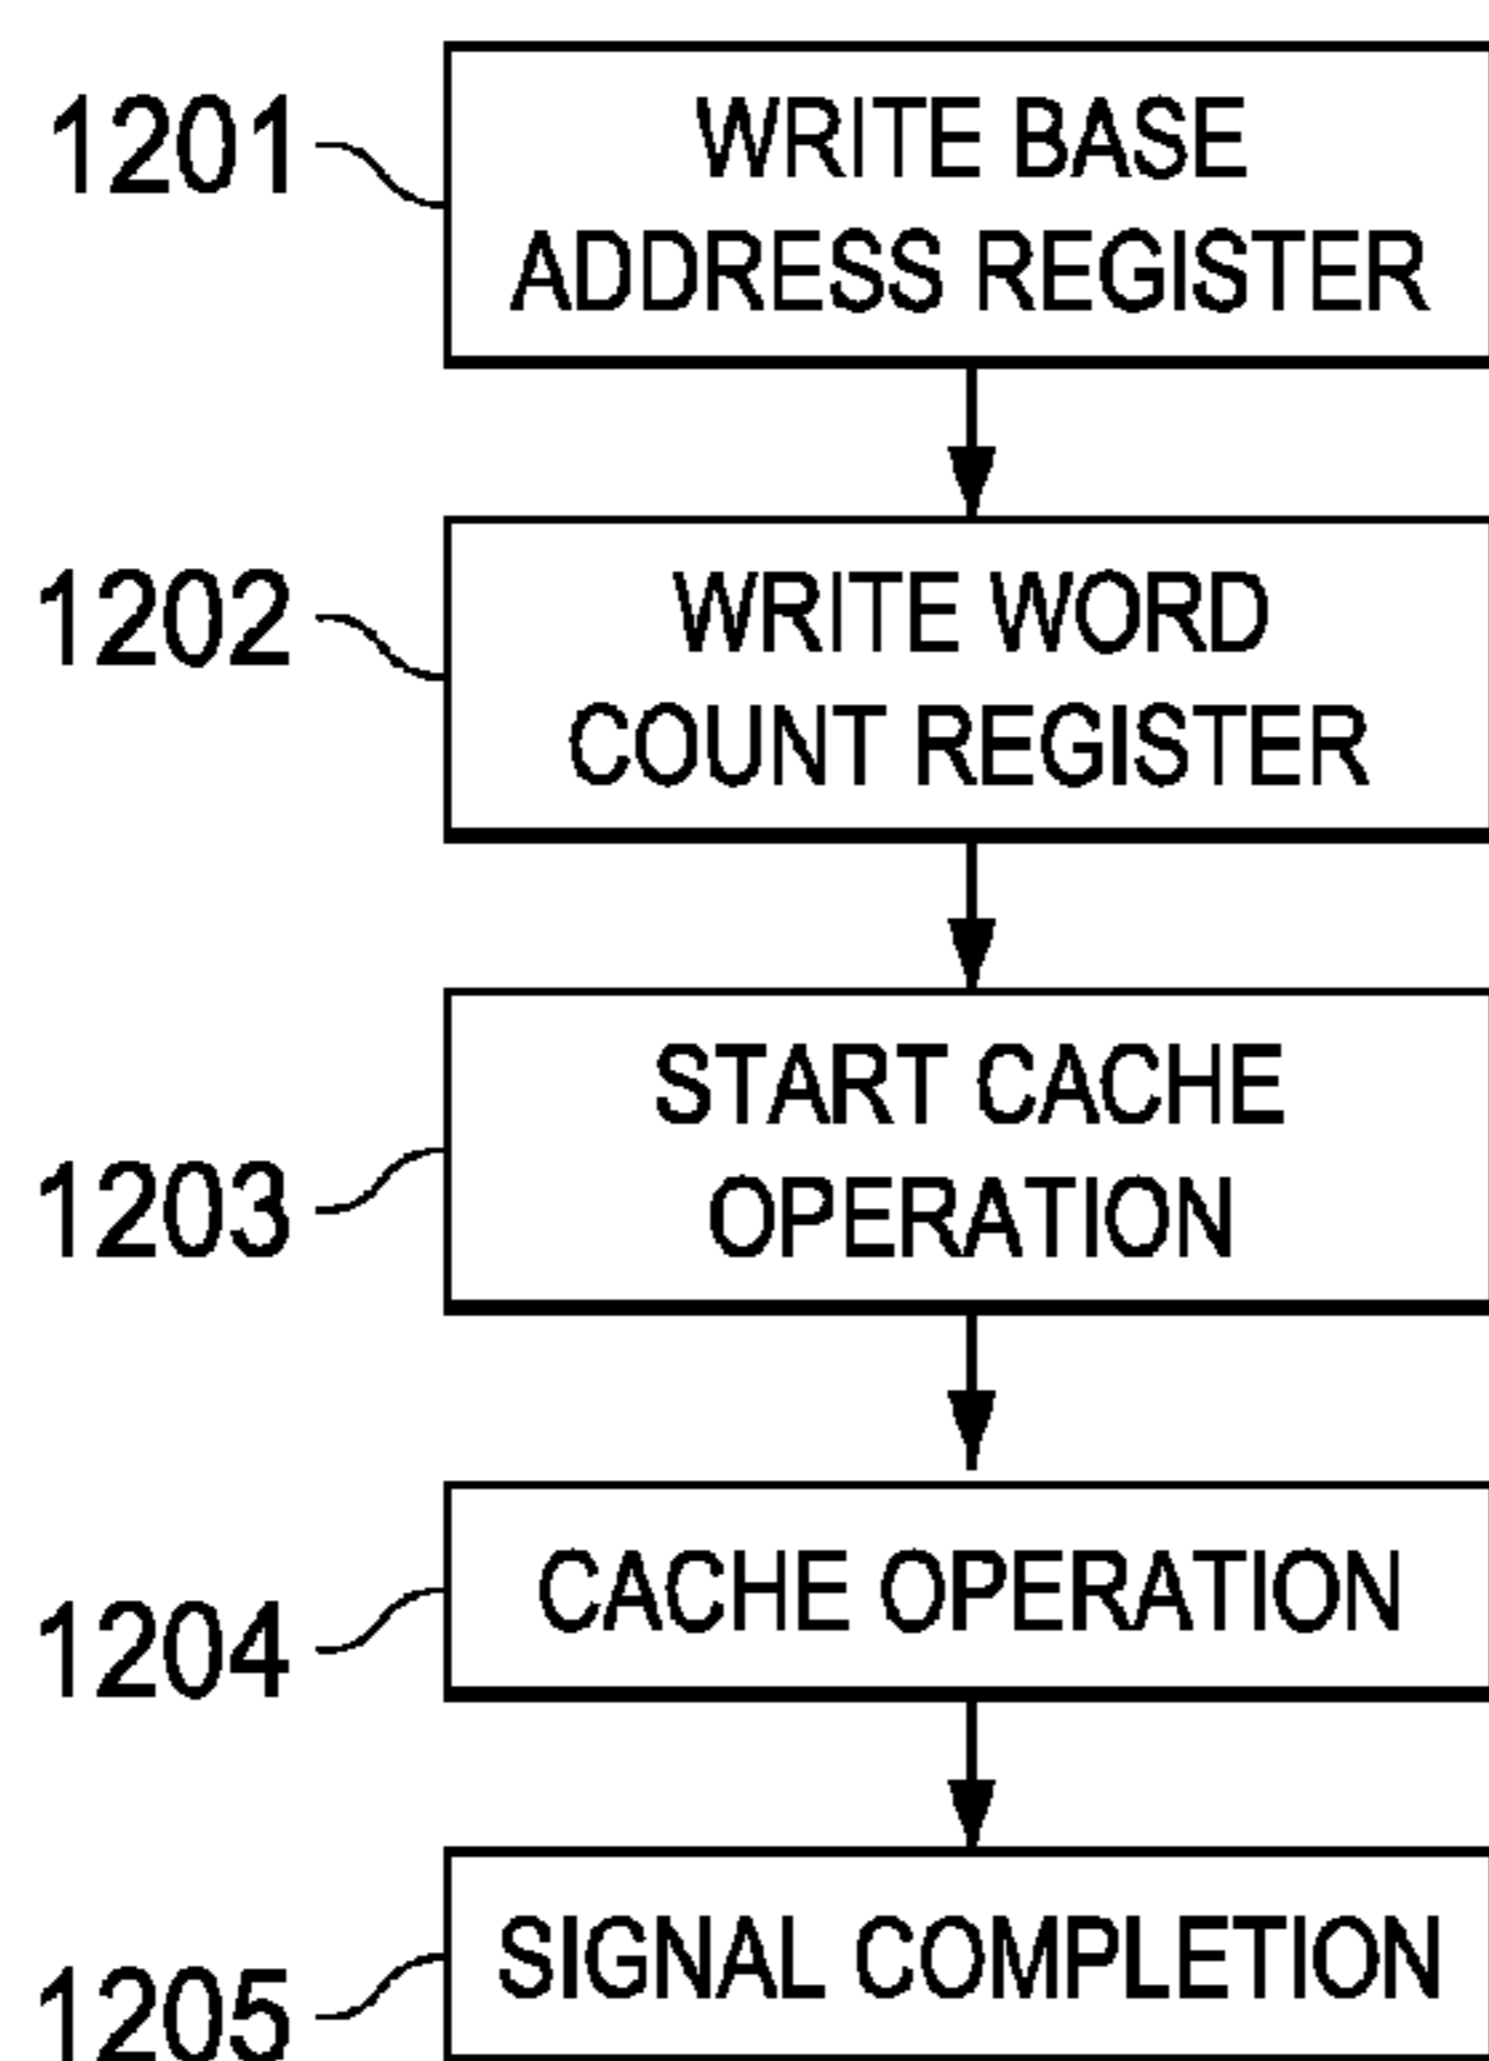 1201
WRITE BASE
ADDRESS REGISTER
1202
WRITE WORD
COUNT REGISTER
1203
START CACHE
OPERATION
1204
CACHE OPERATION
1205
SIGNAL COMPLETION